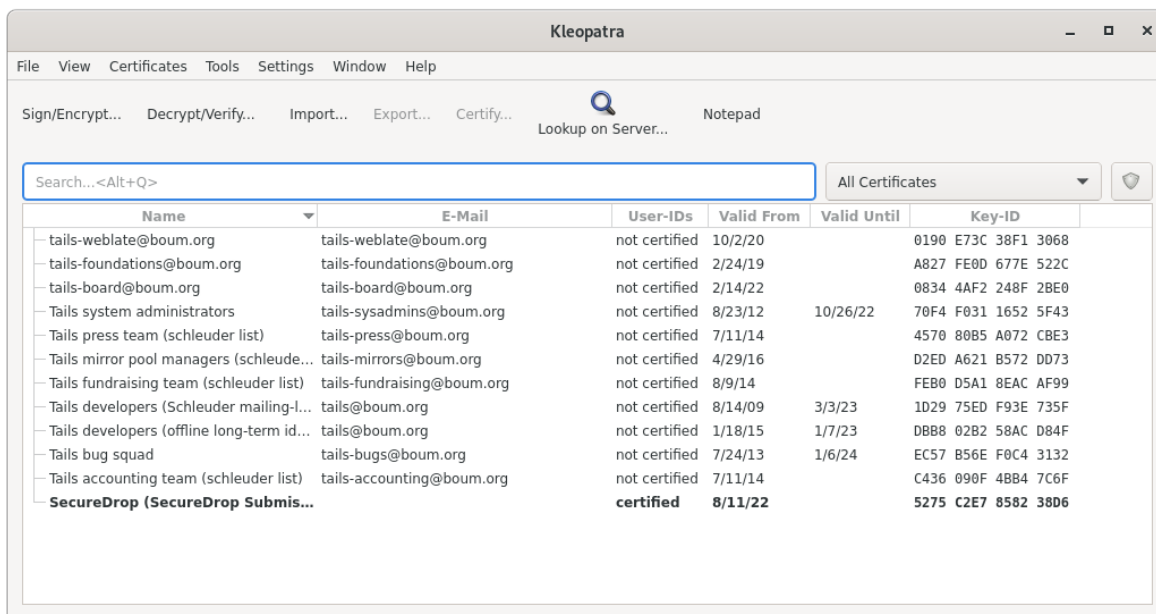 Kleopatra
File View Certificates Tools Settings Window Help
Sign/Encrypt... Decrypt/Verify... Import... Export... Certify... Lookup on Server... Notepad
Search...<Alt+Q> All Certificates
Name E-Mail User-IDs Valid From Valid Until Key-ID
tails-weblate@boum.org tails-weblate@boum.org not certified 10/2/20 0190 E73C 38F1 3068
tails-foundations@boum.org tails-foundations@boum.org not certified 2/24/19 A827 FE0D 677E 522C
tails-board@boum.org tails-board@boum.org not certified 2/14/22 0834 4AF2 248F 2BE0
Tails system administrators tails-sysadmins@boum.org not certified 8/23/12 10/26/22 70F4 F031 1652 5F43
Tails press team (schleuder list) tails-press@boum.org not certified 7/11/14 4570 80B5 A072 CBE3
Tails mirror pool managers (schleude... tails-mirrors@boum.org not certified 4/29/16 D2ED A621 B572 DD73
Tails fundraising team (schleuder list) tails-fundraising@boum.org not certified 8/9/14 FEB0 D5A1 8EAC AF99
Tails developers (Schleuder mailing-l... tails@boum.org not certified 8/14/09 3/3/23 1D29 75ED F93E 735F
Tails developers (offline long-term id... tails@boum.org not certified 1/18/15 1/7/23 DBB8 02B2 58AC D84F
Tails bug squad tails-bugs@boum.org not certified 7/24/13 1/6/24 EC57 B56E F0C4 3132
Tails accounting team (schleuder list) tails-accounting@boum.org not certified 7/11/14 C436 090F 4BB4 7C6F
SecureDrop (SecureDrop Submis... certified 8/11/22 5275 C2E7 8582 38D6